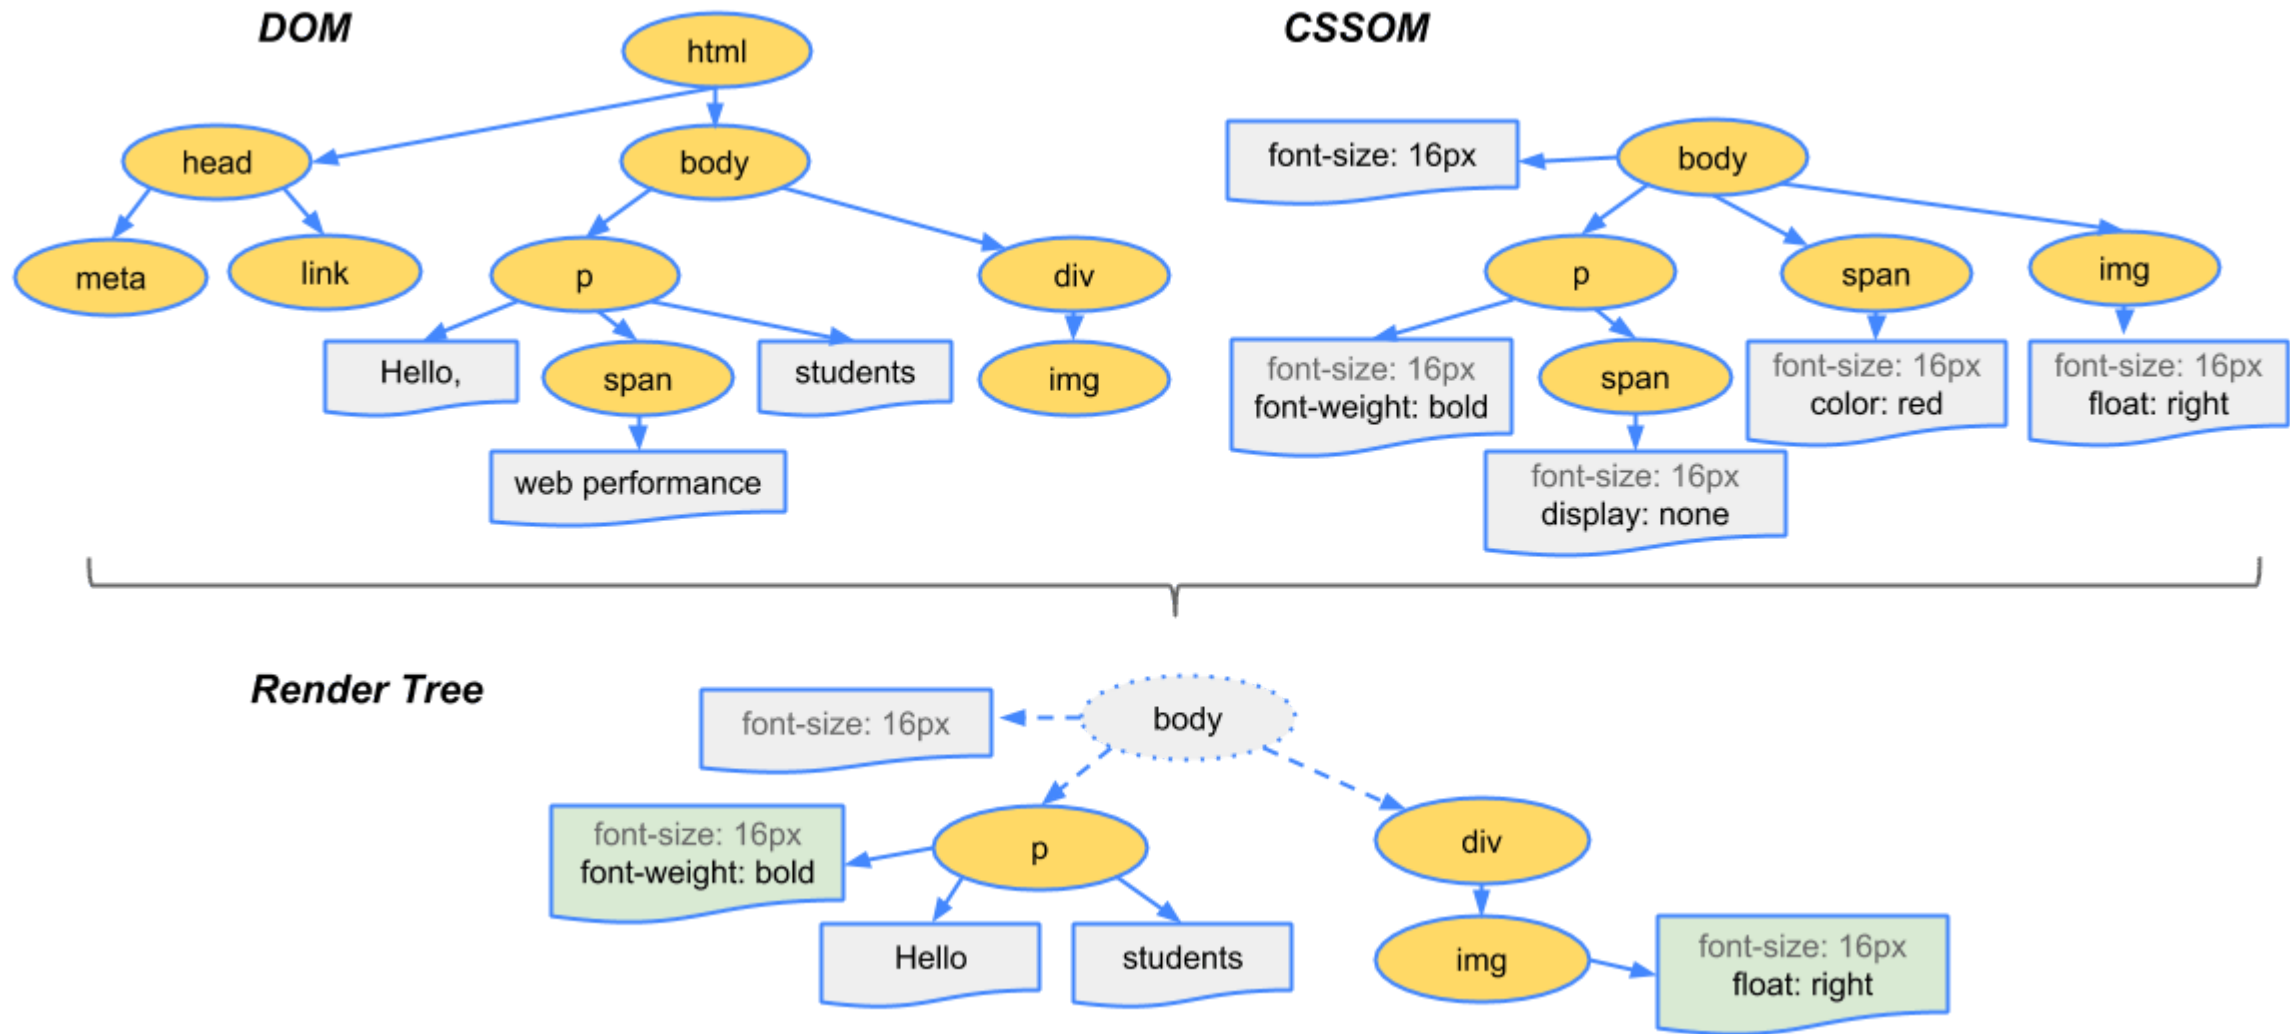 DOM
html
head
body
meta
link
p
div
Hello,
span
students
img
web performance
CSSOM
font-size: 16px
body
p
span
img
font-size: 16px
font-weight: bold
span
font-size: 16px
color: red
font-size: 16px
float: right
font-size: 16px
display: none
Render Tree
font-size: 16px
body
font-size: 16px
font-weight: bold
p
div
Hello
students
img
font-size: 16px
float: right